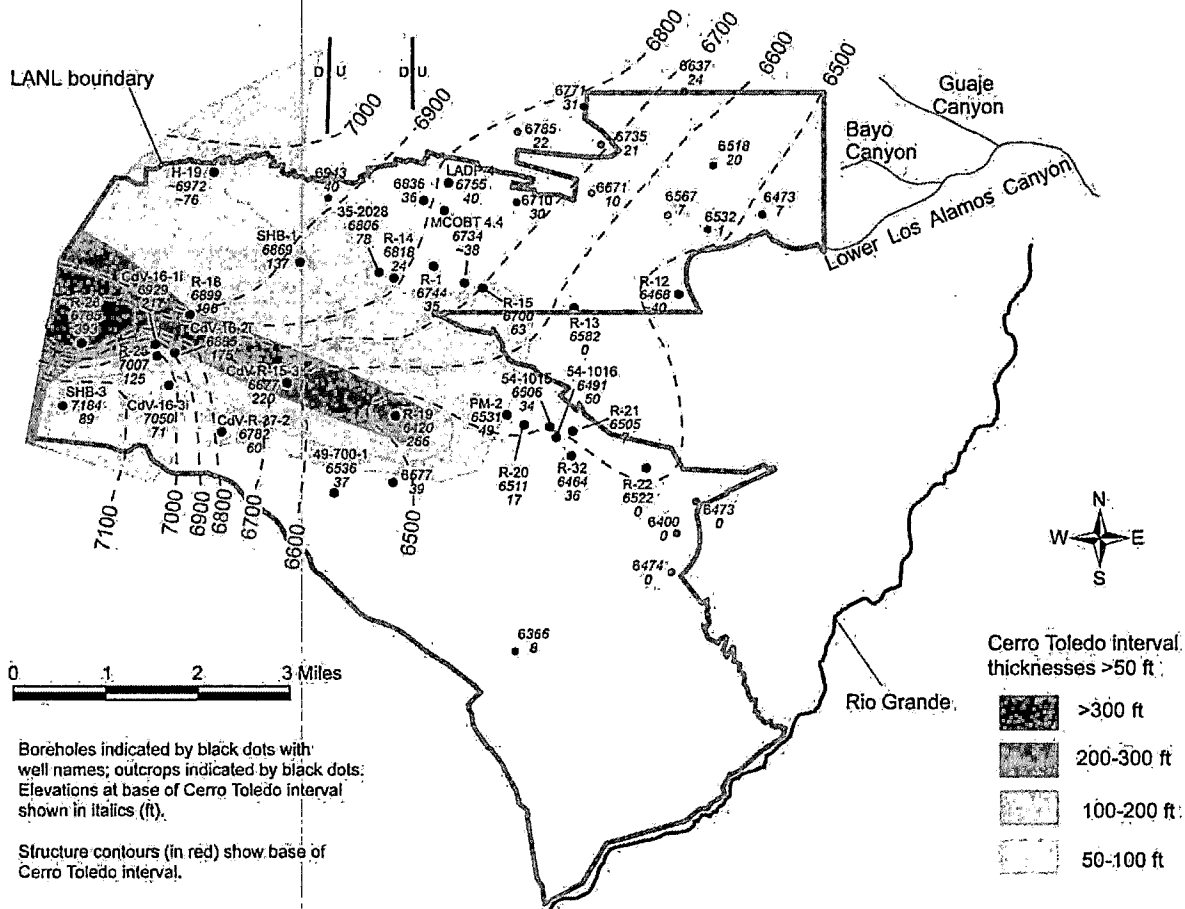 6800
6700
6600
6500
7000
6900
LANL boundary
D U
D U
6637
24
6771
31
6785
22
6735
21
Guaje
Canyon
Bayo
Canyon
6518
20
Lower Los Alamos Canyon
H-19
~6972
~76
6943
40
6836
36
LADP-4
6755
40
6710
30
6671
10
6567
7
6532
1
6473
7
35-2028
6806
78
MCOBT 4.4
6734
~38
SHB-1
6869
137
R-14
6818
24
R-1
6744
35
R-15
6700
63
R-12
6468
40
R-13
6582
0
CdV-16-1i
6929
217
R-18
6899
CdV-16-2i
6885
175
393
R-25
7007
125
CdV-R-15-3
6677
220
SHB-3
7184
89
CdV-16-3i
7050
71
CdV-R-37-2
6782
60
R-19
6420
266
PM-2
6531
49
54-1015
6506
34
54-1016
6491
50
R-21
6505
49-700-1
6536
37
6577
39
R-20
6511
17
R-32
6464
36
R-22
6522
0
6473
0
6400
0
6474
0
6366
8
7100
7000
6900
6800
6700
6600
6500
N
W E
S
0 1 2 3 Miles
Rio Grande
Boreholes indicated by black dots with
well names; outcrops indicated by black dots.
Elevations at base of Cerro Toledo interval
shown in italics (ft).
Structure contours (in red) show base of
Cerro Toledo interval.
Cerro Toledo interval
thicknesses >50 ft
>300 ft
200-300 ft
100-200 ft
50-100 ft